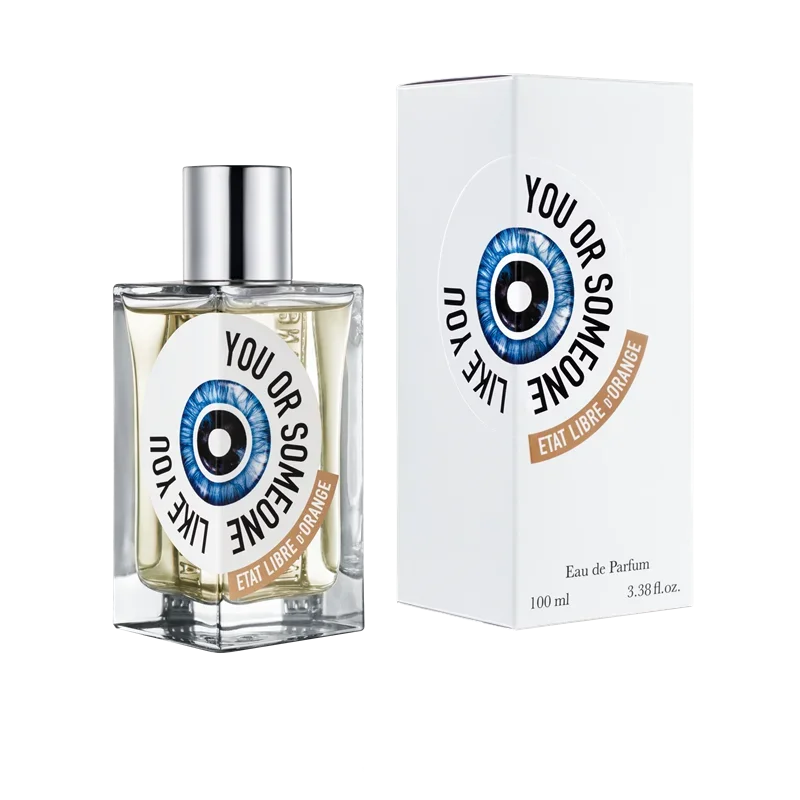 YOU OR SOMEONE LIKE YOU
ETAT LIBRE D'ORANGE
YOU OR SOMEONE LIKE YOU
ETAT LIBRE D'ORANGE
Eau de Parfum
100 ml 3.38 fl.oz.